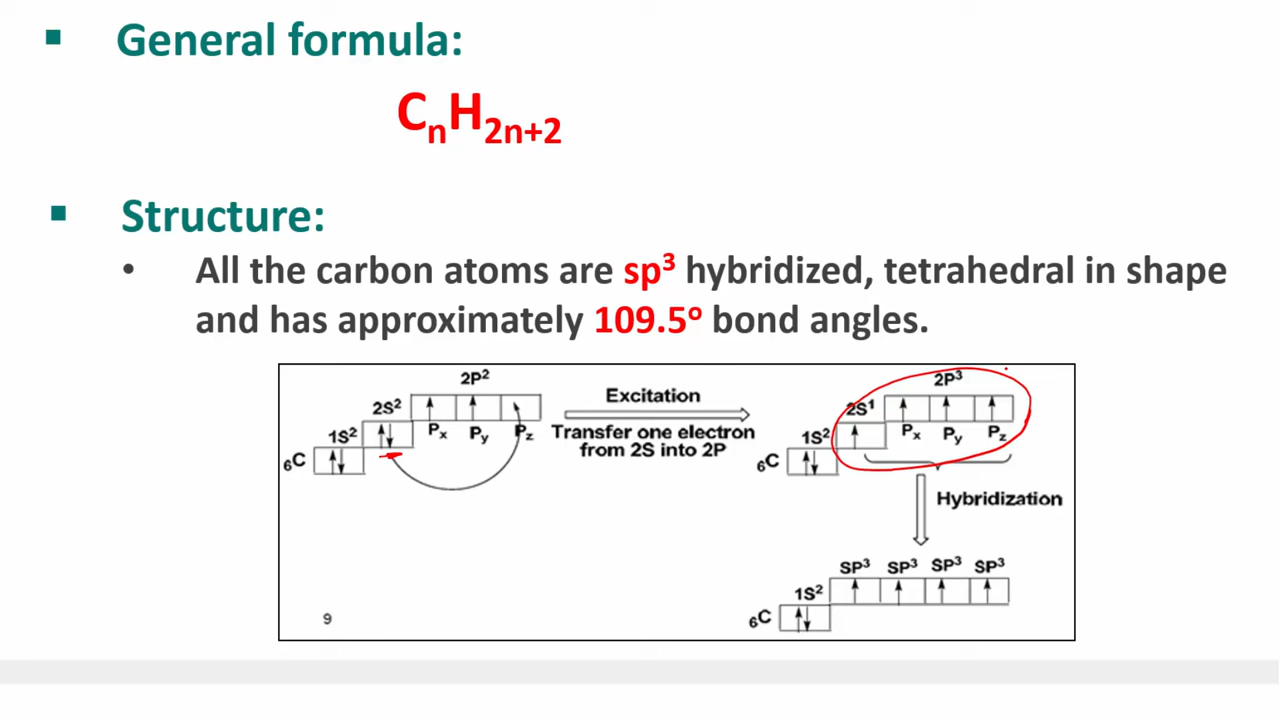 ▪ General formula:
CₙH₂ₙ₊₂
▪ Structure:
• All the carbon atoms are sp³ hybridized, tetrahedral in shape
and has approximately 109.5º bond angles.
2P²
2S²
1S²
₆C
Px Py Pz
Excitation
Transfer one electron
from 2S into 2P
2P³
2S¹
1S²
₆C
Px Py Pz
Hybridization
SP³ SP³ SP³ SP³
1S²
₆C
9